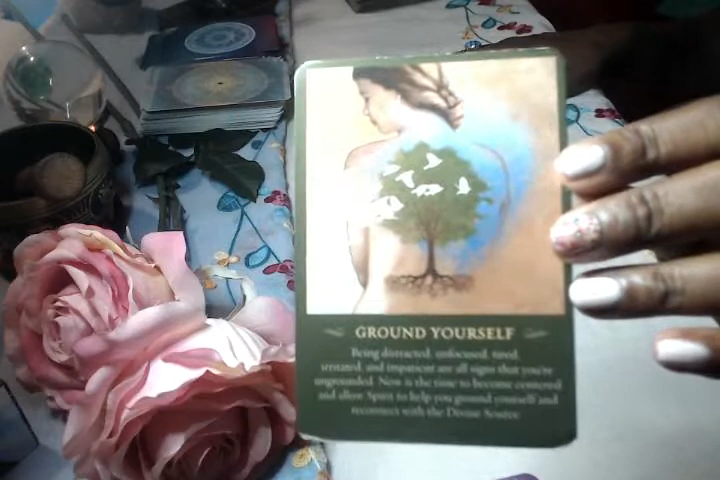 GROUND YOURSELF
Being distracted, unfocused, tired,
irritated, and impatient are all signs that you're
ungrounded. Now is the time to become centered
and allow Spirit to help you ground yourself and
reconnect with the Divine Source.